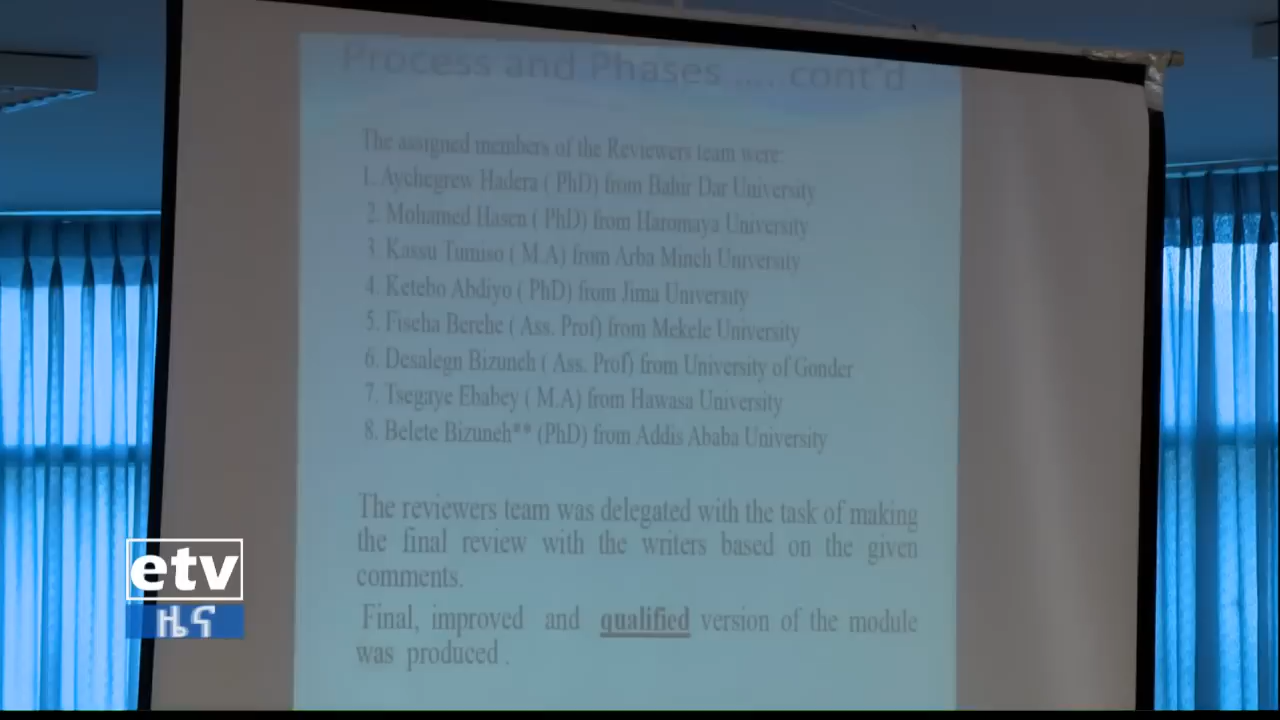 Process and Phases .... cont'd
The assigned members of the Reviewers team were:
1. Aychegrew Hadera ( PhD) from Bahir Dar University
2. Mohamed Hasen ( PhD) from Haromaya University
3. Kassu Tumiso ( M.A) from Arba Minch University
4. Ketebo Abdiyo ( PhD) from Jima University
5. Fiseha Berehe ( Ass. Prof) from Mekele University
6. Desalegn Bizuneh ( Ass. Prof) from University of Gonder
7. Tsegaye Ebabey ( M.A) from Hawasa University
8. Belete Bizuneh** (PhD) from Addis Ababa University
The reviewers team was delegated with the task of making
the final review with the writers based on the given
comments.
Final, improved and qualified version of the module
was produced .
etv
ዜና